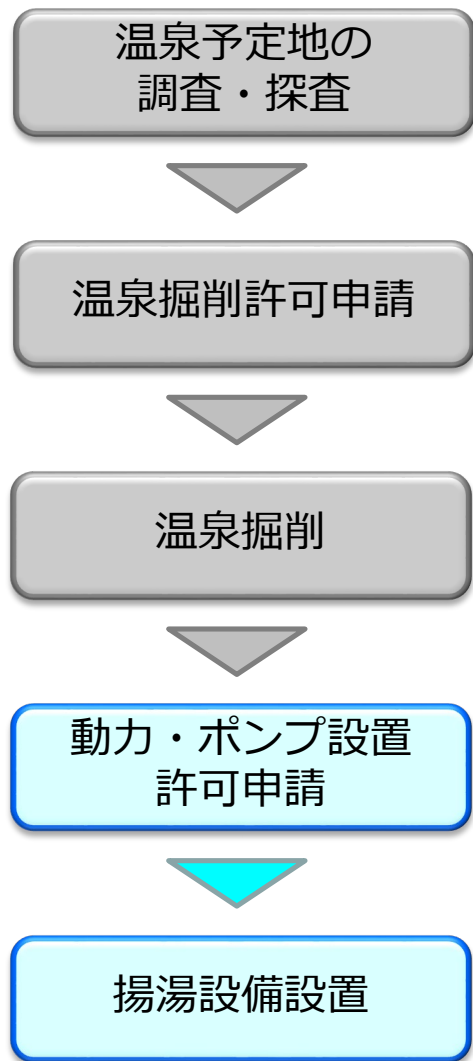 温泉予定地の
調査・探査
温泉掘削許可申請
温泉掘削
動力・ポンプ設置
許可申請
揚湯設備設置